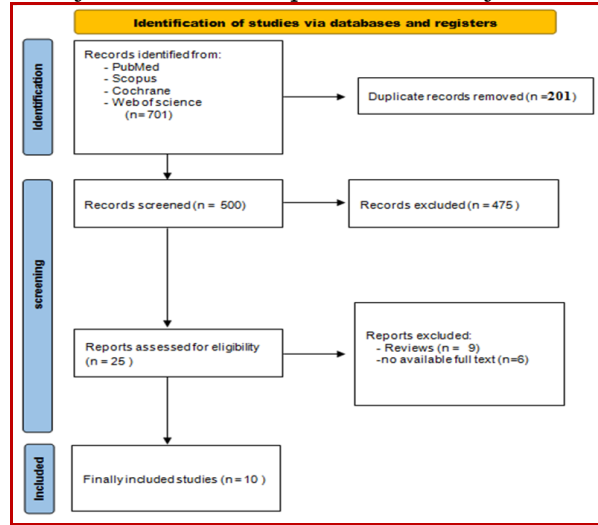 Identification of studies via databases and registers
Identification
Records identified from:
- PubMed
- Scopus
- Cochrane
- Web of science
(n=701)
Duplicate records removed (n =201)
screening
Records screened (n = 500)
Records excluded (n = 475 )
Reports assessed for eligibility
(n = 25 )
Reports excluded:
- Reviews (n = 9)
-no available full text (n=6)
Included
Finally included studies (n = 10 )